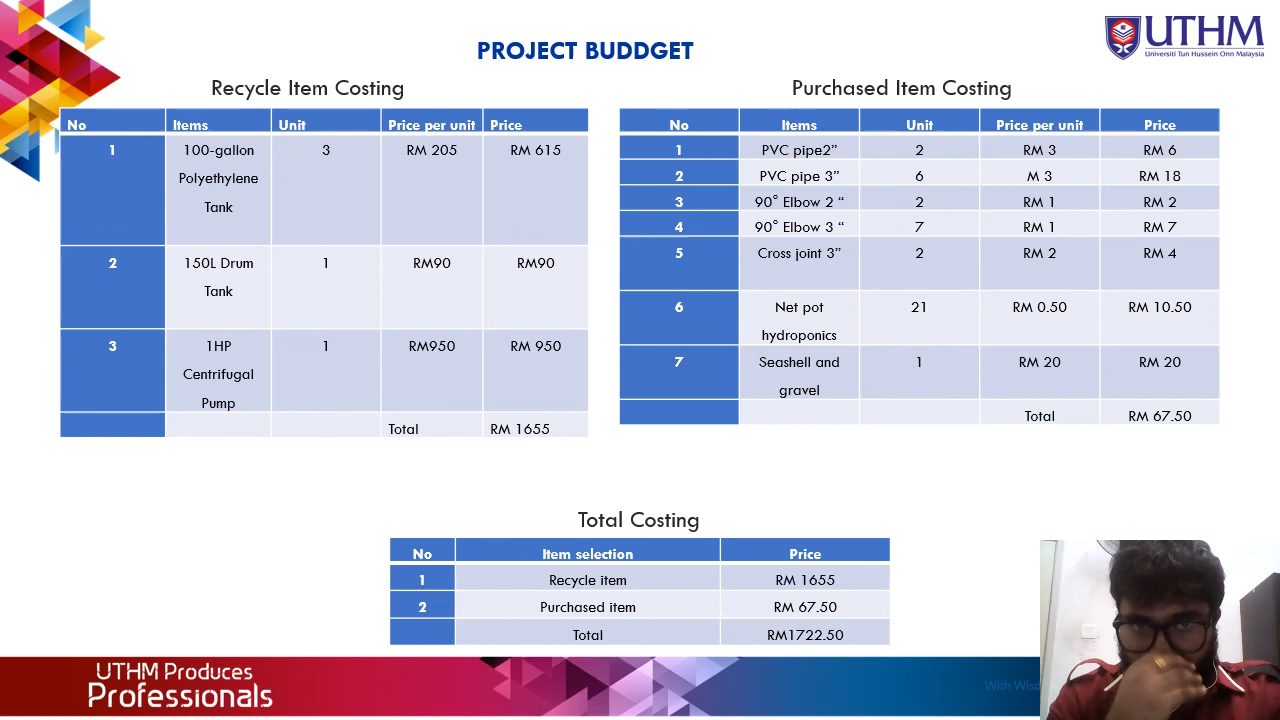 PROJECT BUDDGET
UTHM
Universiti Tun Hussein Onn Malaysia
Recycle Item Costing
No Items Unit Price per unit Price
1 100-gallon 3 RM 205 RM 615
Polyethylene
Tank
2 150L Drum 1 RM90 RM90
Tank
3 1HP 1 RM950 RM 950
Centrifugal
Pump
Total RM 1655
Purchased Item Costing
No Items Unit Price per unit Price
1 PVC pipe2” 2 RM 3 RM 6
2 PVC pipe 3” 6 M 3 RM 18
3 90° Elbow 2 “ 2 RM 1 RM 2
4 90° Elbow 3 “ 7 RM 1 RM 7
5 Cross joint 3” 2 RM 2 RM 4
6 Net pot 21 RM 0.50 RM 10.50
hydroponics
7 Seashell and 1 RM 20 RM 20
gravel
Total RM 67.50
Total Costing
No Item selection Price
1 Recycle item RM 1655
2 Purchased item RM 67.50
Total RM1722.50
UTHM Produces
Professionals
With